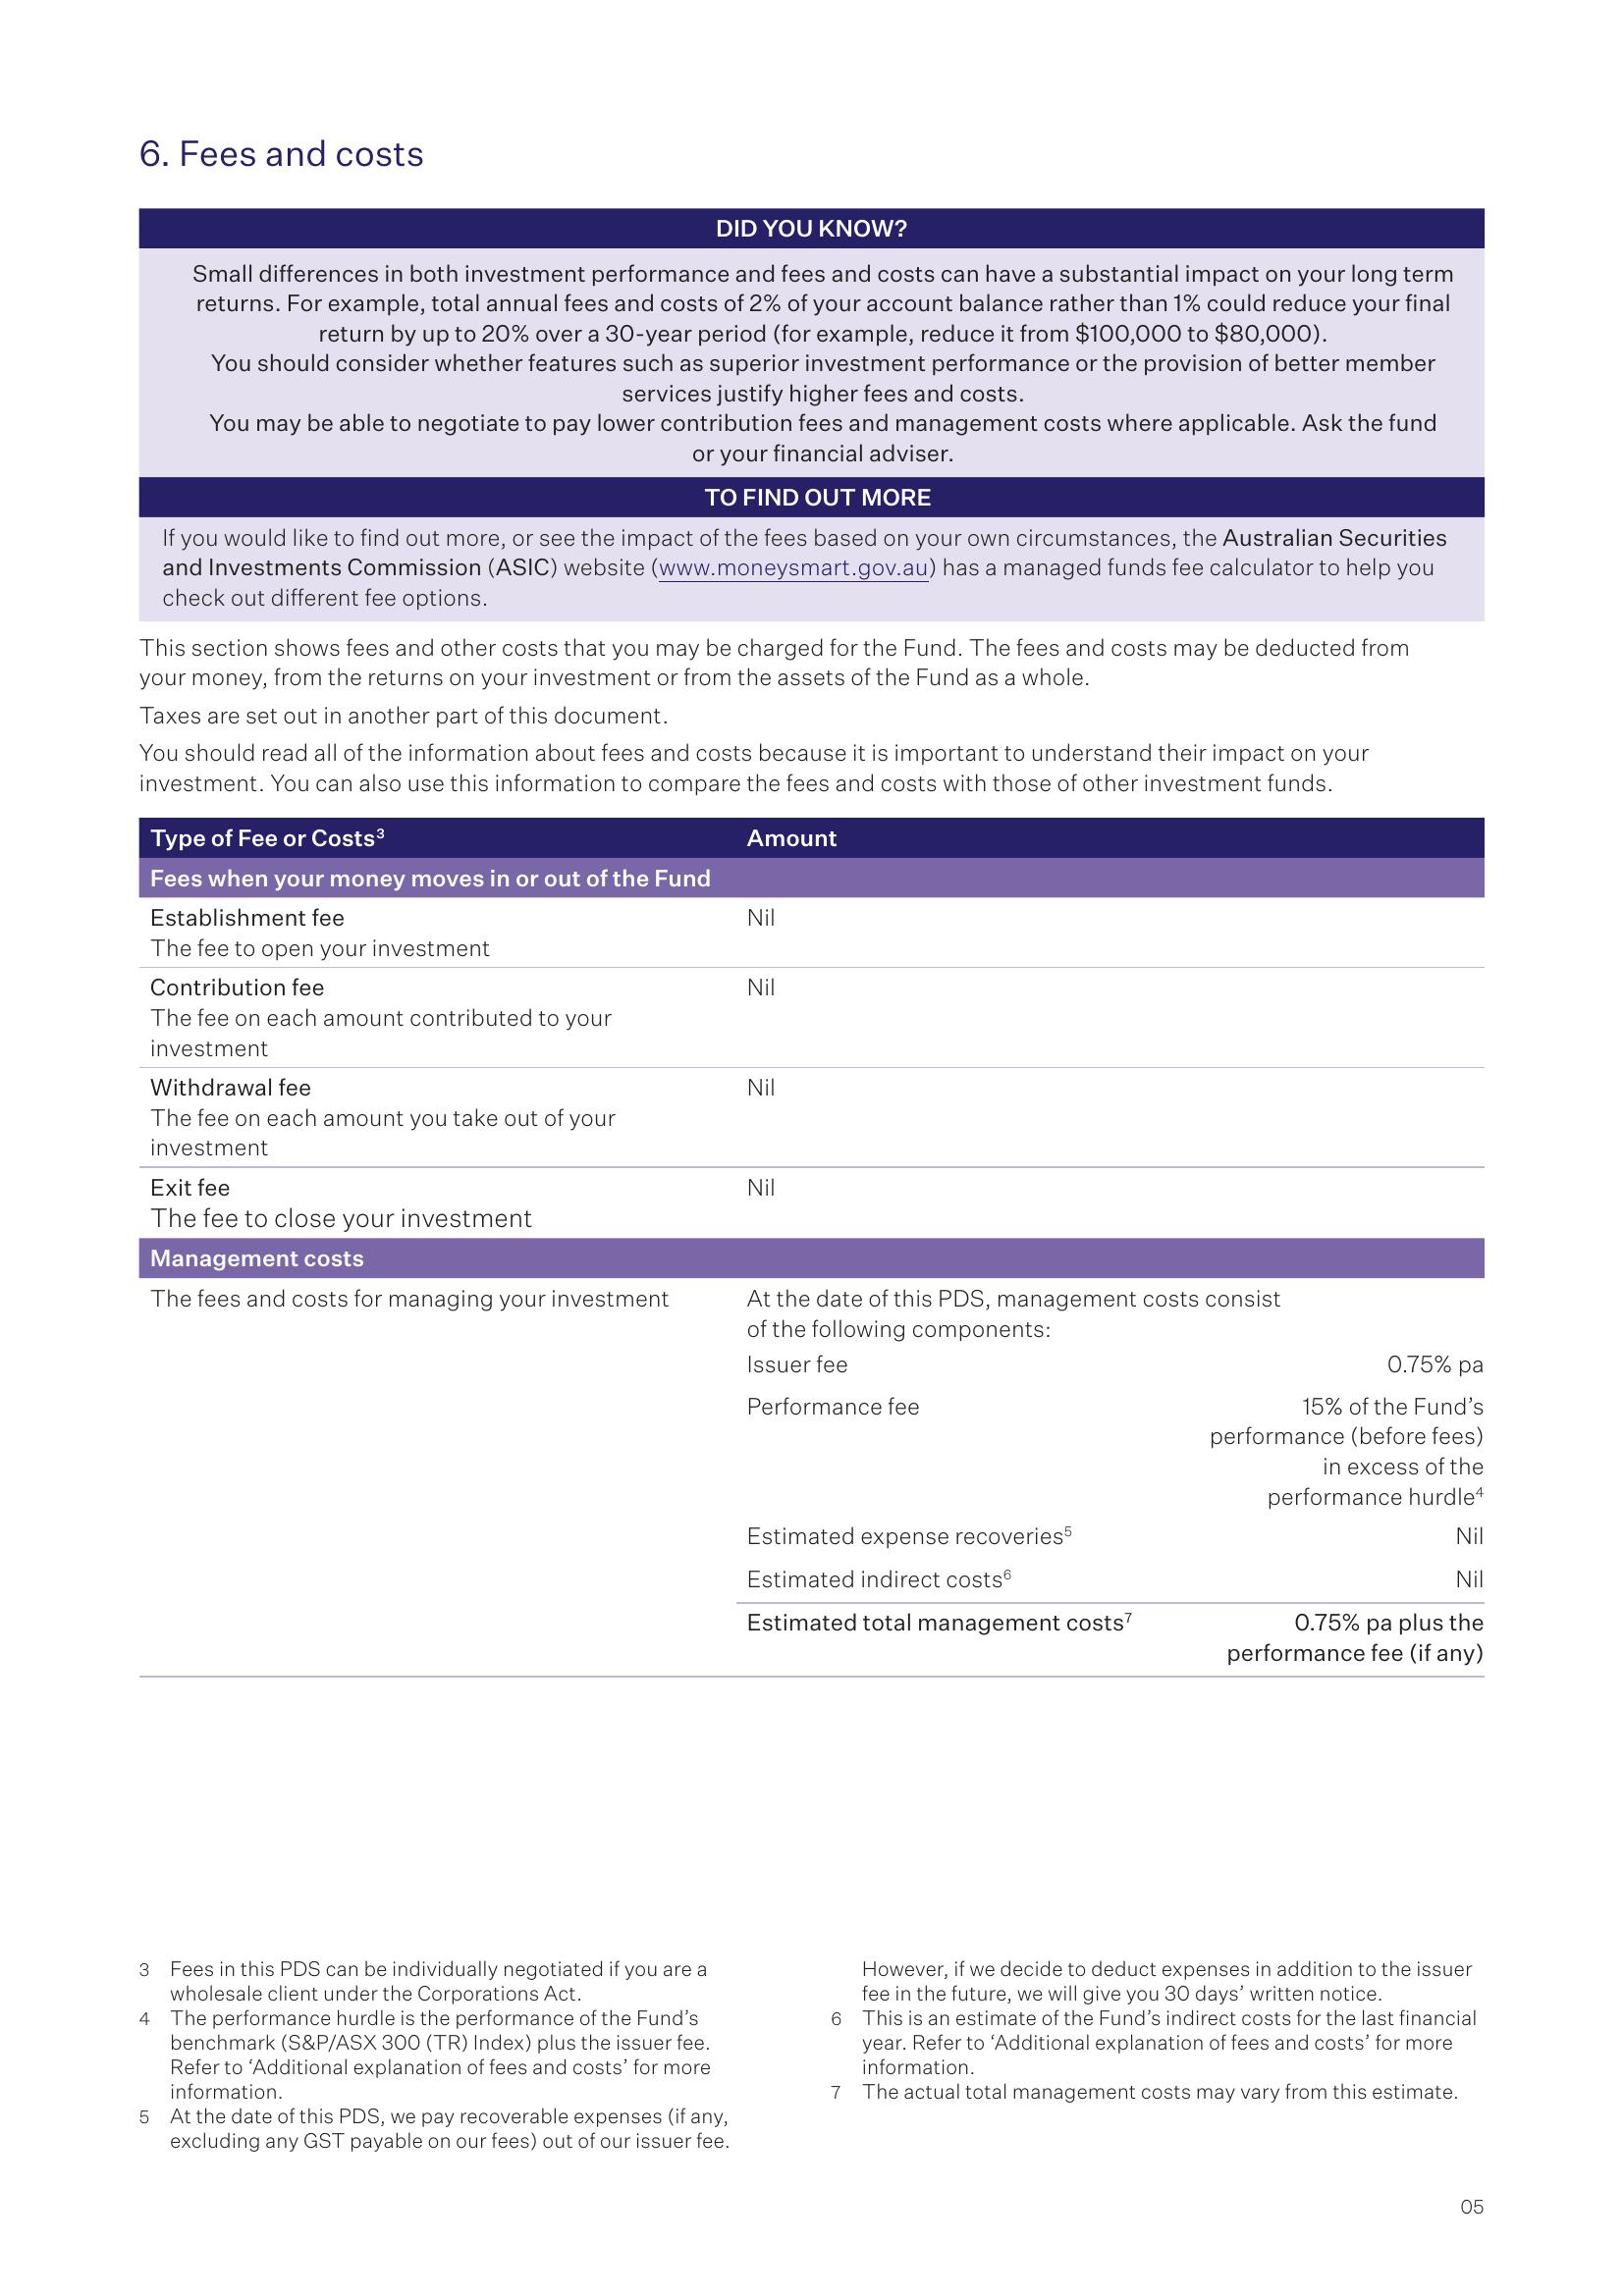 6. Fees and costs
DID YOU KNOW?
Small differences in both investment performance and fees and costs can have a substantial impact on your long term
returns. For example, total annual fees and costs of 2% of your account balance rather than 1% could reduce your final
return by up to 20% over a 30-year period (for example, reduce it from $100,000 to $80,000).
You should consider whether features such as superior investment performance or the provision of better member
services justify higher fees and costs.
You may be able to negotiate to pay lower contribution fees and management costs where applicable. Ask the fund
or your financial adviser.
TO FIND OUT MORE
If you would like to find out more, or see the impact of the fees based on your own circumstances, the Australian Securities
and Investments Commission (ASIC) website (www.moneysmart.gov.au) has a managed funds fee calculator to help you
check out different fee options.
This section shows fees and other costs that you may be charged for the Fund. The fees and costs may be deducted from
your money, from the returns on your investment or from the assets of the Fund as a whole.
Taxes are set out in another part of this document.
You should read all of the information about fees and costs because it is important to understand their impact on your
investment. You can also use this information to compare the fees and costs with those of other investment funds.
Type of Fee or Costs³ Amount
Fees when your money moves in or out of the Fund
Establishment fee Nil
The fee to open your investment
Contribution fee Nil
The fee on each amount contributed to your
investment
Withdrawal fee Nil
The fee on each amount you take out of your
investment
Exit fee Nil
The fee to close your investment
Management costs
The fees and costs for managing your investment At the date of this PDS, management costs consist
of the following components:
Issuer fee 0.75% pa
Performance fee 15% of the Fund’s
performance (before fees)
in excess of the
performance hurdle⁴
Estimated expense recoveries⁵ Nil
Estimated indirect costs⁶ Nil
Estimated total management costs⁷ 0.75% pa plus the
performance fee (if any)
3 Fees in this PDS can be individually negotiated if you are a
wholesale client under the Corporations Act.
4 The performance hurdle is the performance of the Fund’s
benchmark (S&P/ASX 300 (TR) Index) plus the issuer fee.
Refer to ‘Additional explanation of fees and costs’ for more
information.
5 At the date of this PDS, we pay recoverable expenses (if any,
excluding any GST payable on our fees) out of our issuer fee.
However, if we decide to deduct expenses in addition to the issuer
fee in the future, we will give you 30 days’ written notice.
6 This is an estimate of the Fund’s indirect costs for the last financial
year. Refer to ‘Additional explanation of fees and costs’ for more
information.
7 The actual total management costs may vary from this estimate.
05